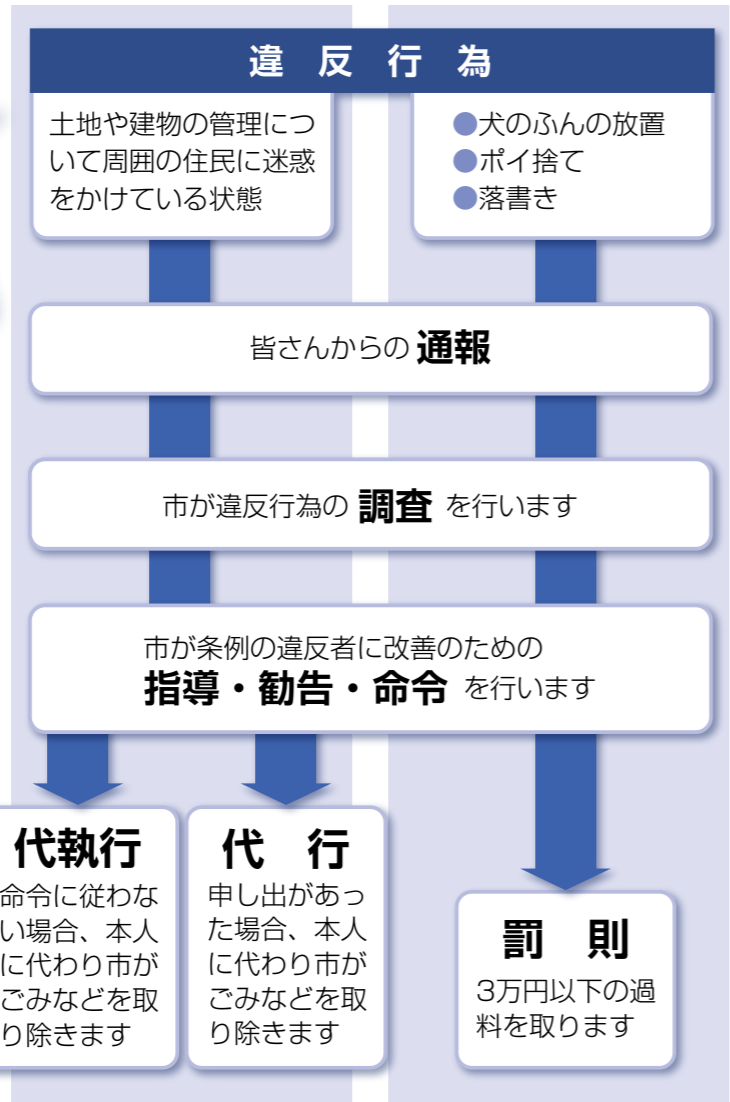 違反行為
土地や建物の管理につ
いて周囲の住民に迷惑
をかけている状態
●犬のふんの放置
●ポイ捨て
●落書き
皆さんからの 通報
市が違反行為の 調査 を行います
市が条例の違反者に改善のための
指導・勧告・命令 を行います
代執行
命令に従わな
い場合、本人
に代わり市が
ごみなどを取
り除きます
代 行
申し出があっ
た場合、本人
に代わり市が
ごみなどを取
り除きます
罰 則
3万円以下の過
料を取ります